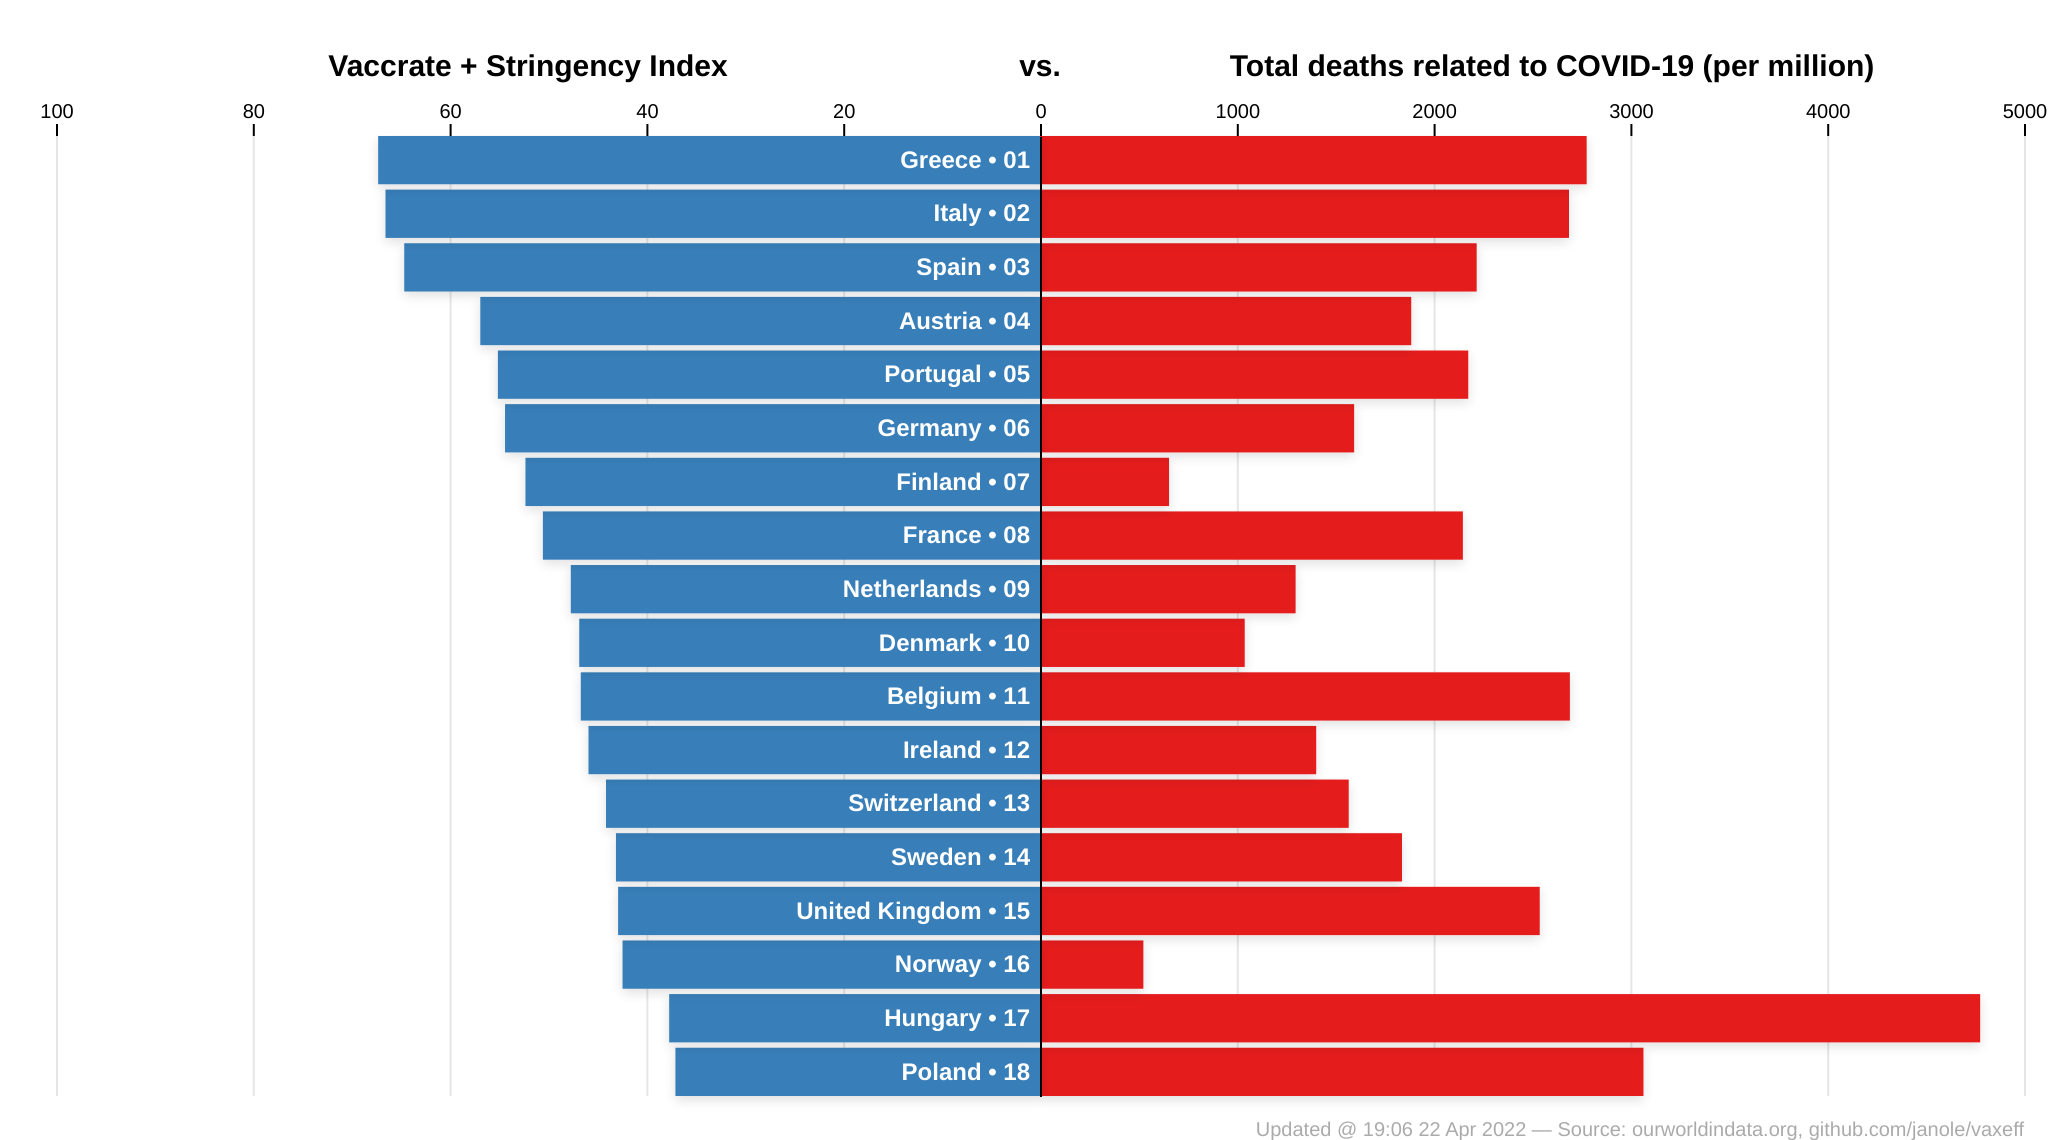 Vaccrate + Stringency Index vs. Total deaths related to COVID-19 (per million)
100 80 60 40 20 0 1000 2000 3000 4000 5000
Greece • 01
Italy • 02
Spain • 03
Austria • 04
Portugal • 05
Germany • 06
Finland • 07
France • 08
Netherlands • 09
Denmark • 10
Belgium • 11
Ireland • 12
Switzerland • 13
Sweden • 14
United Kingdom • 15
Norway • 16
Hungary • 17
Poland • 18
Updated @ 19:06 22 Apr 2022 — Source: ourworldindata.org, github.com/janole/vaxeff